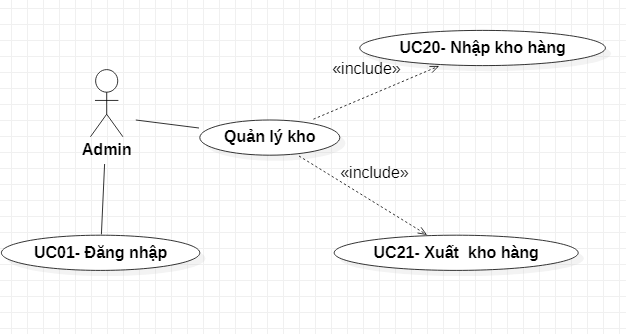 UC20- Nhập kho hàng
«include»
Quản lý kho
Admin
«include»
UC01- Đăng nhập
UC21- Xuất  kho hàng